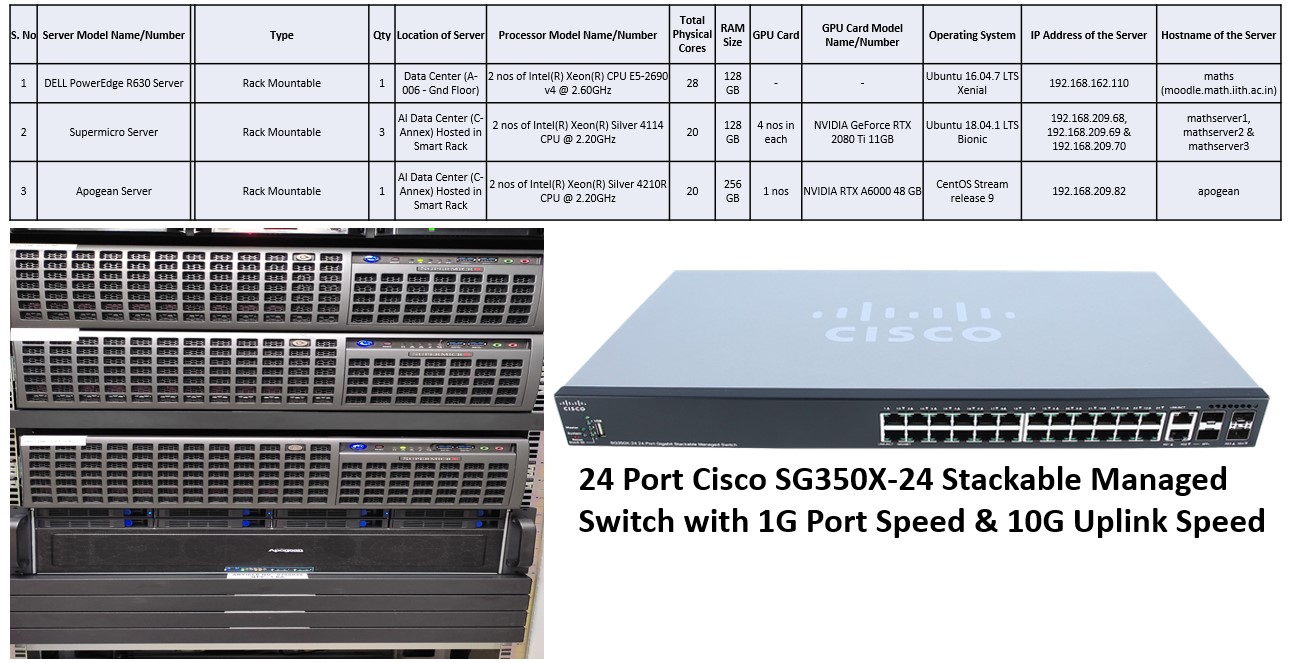 S. No Server Model Name/Number Type Qty Location of Server Processor Model Name/Number Total Physical Cores RAM Size GPU Card GPU Card Model Name/Number Operating System IP Address of the Server Hostname of the Server
1 DELL PowerEdge R630 Server Rack Mountable 1 Data Center (A-006 - Gnd Floor) 2 nos of Intel(R) Xeon(R) CPU E5-2690 v4 @ 2.60GHz 28 128 GB - - Ubuntu 16.04.7 LTS Xenial 192.168.162.110 maths (moodle.math.iith.ac.in)
2 Supermicro Server Rack Mountable 3 AI Data Center (C-Annex) Hosted in Smart Rack 2 nos of Intel(R) Xeon(R) Silver 4114 CPU @ 2.20GHz 20 128 GB 4 nos in each NVIDIA GeForce RTX 2080 Ti 11GB Ubuntu 18.04.1 LTS Bionic 192.168.209.68, 192.168.209.69 & 192.168.209.70 mathserver1, mathserver2 & mathserver3
3 Apogean Server Rack Mountable 1 AI Data Center (C-Annex) Hosted in Smart Rack 2 nos of Intel(R) Xeon(R) Silver 4210R CPU @ 2.20GHz 20 256 GB 1 nos NVIDIA RTX A6000 48 GB CentOS Stream release 9 192.168.209.82 apogean
SUPERMICRO
SUPERMICRO
SUPERMICRO
Apogean
CISCO
CISCO
SG350X-24 24-Port Gigabit Stackable Managed Switch
24 Port Cisco SG350X-24 Stackable Managed
Switch with 1G Port Speed & 10G Uplink Speed